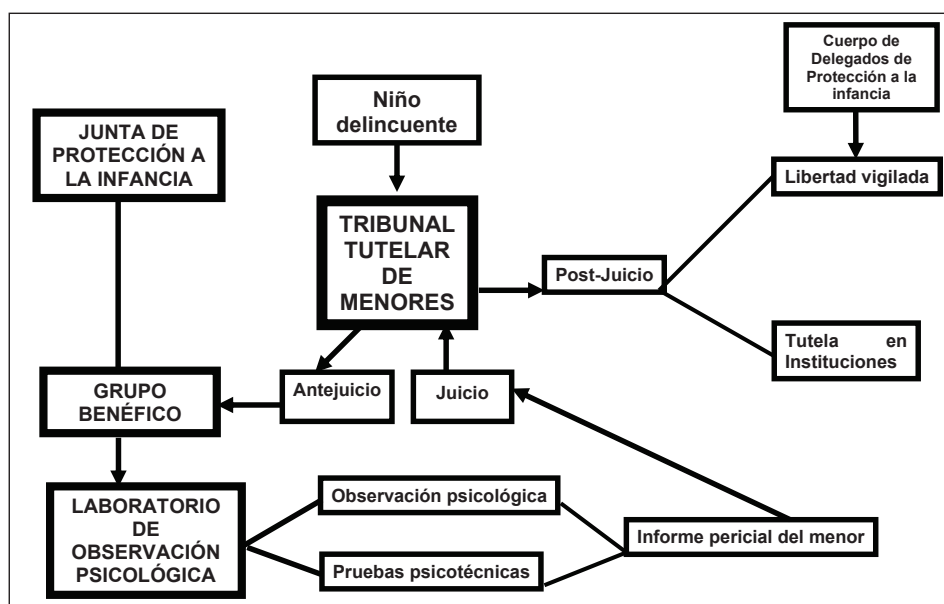 Cuerpo de
Delegados de
Protección a la
infancia
Niño
delincuente
JUNTA DE
PROTECCIÓN A
LA INFANCIA
Libertad vigilada
TRIBUNAL
TUTELAR
DE
MENORES
Post-Juicio
Tutela en
Instituciones
GRUPO
BENÉFICO
Antejuicio
Juicio
LABORATORIO
DE
OBSERVACIÓN
PSICOLÓGICA
Observación psicológica
Informe pericial del menor
Pruebas psicotécnicas